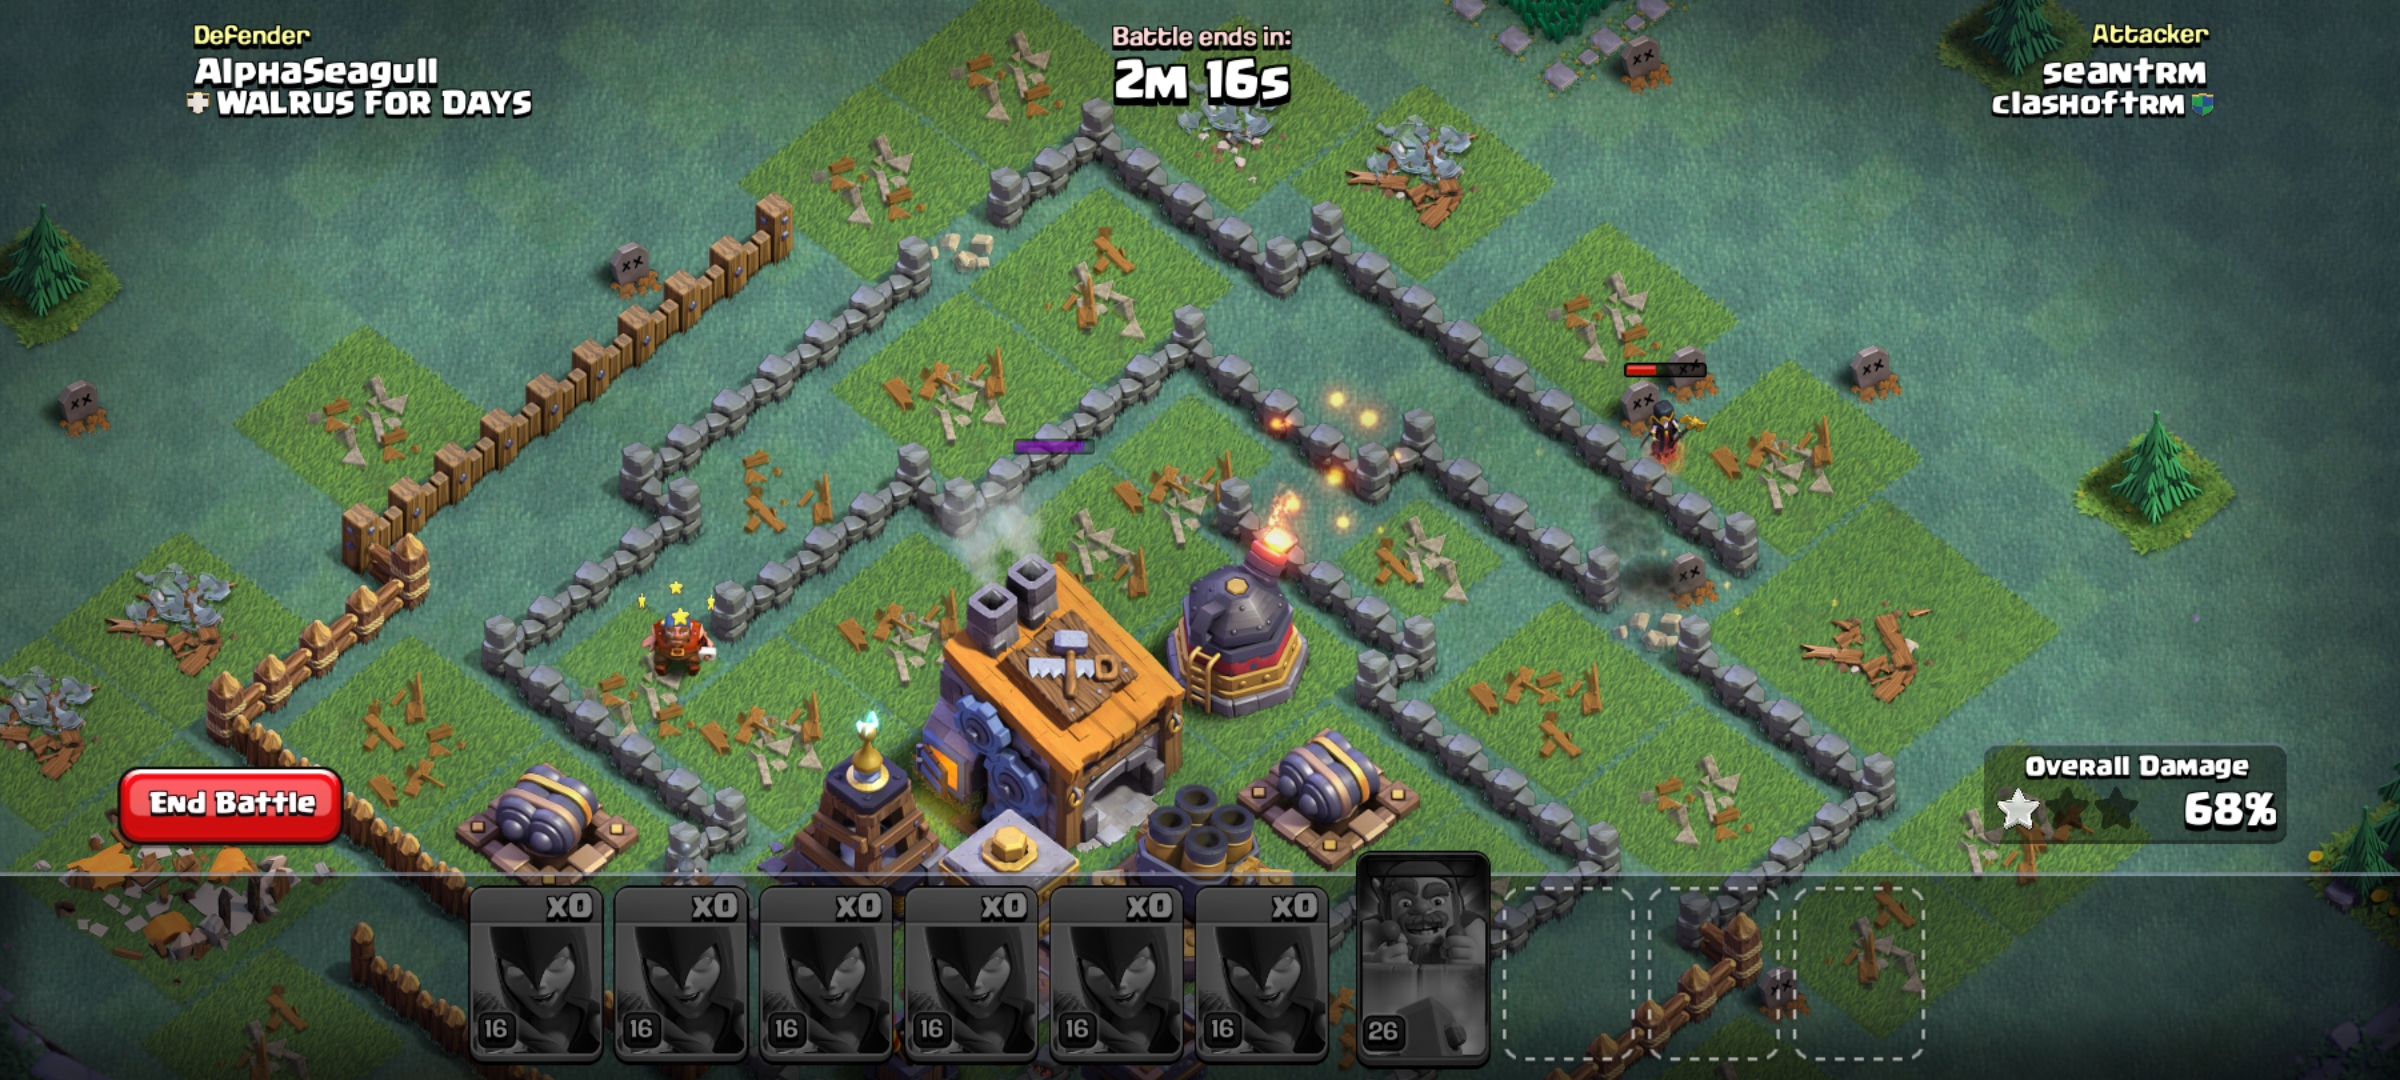 Defender
AlphaSeagull
WALRUS FOR DAYS
Battle ends in:
2M 16s
Attacker
seantRM
clashoftRM
End Battle
Overall Damage
68%
x0 x0 x0 x0 x0 x0
16 16 16 16 16 16 26